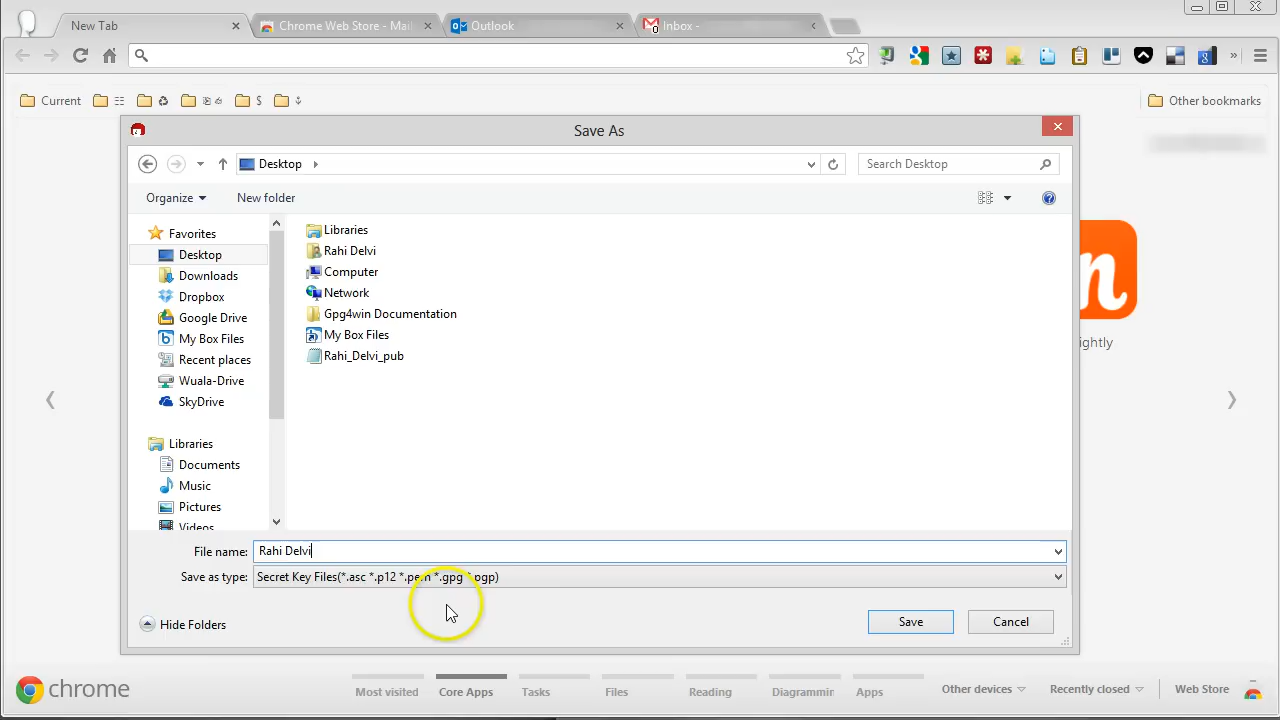 New Tab
Chrome Web Store - Mail
Outlook
Inbox -
Current
$
Other bookmarks
Save As
Desktop
Search Desktop
Organize
New folder
Favorites
Desktop
Downloads
Dropbox
Google Drive
My Box Files
Recent places
Wuala-Drive
SkyDrive
Libraries
Documents
Music
Pictures
Videos
Libraries
Rahi Delvi
Computer
Network
Gpg4win Documentation
My Box Files
Rahi_Delvi_pub
n
ightly
File name: Rahi Delvi
Save as type: Secret Key Files(*.asc *.p12 *.pem *.gpg *.pgp)
Hide Folders
Save
Cancel
chrome
Most visited
Core Apps
Tasks
Files
Reading
Diagrammin
Apps
Other devices
Recently closed
Web Store